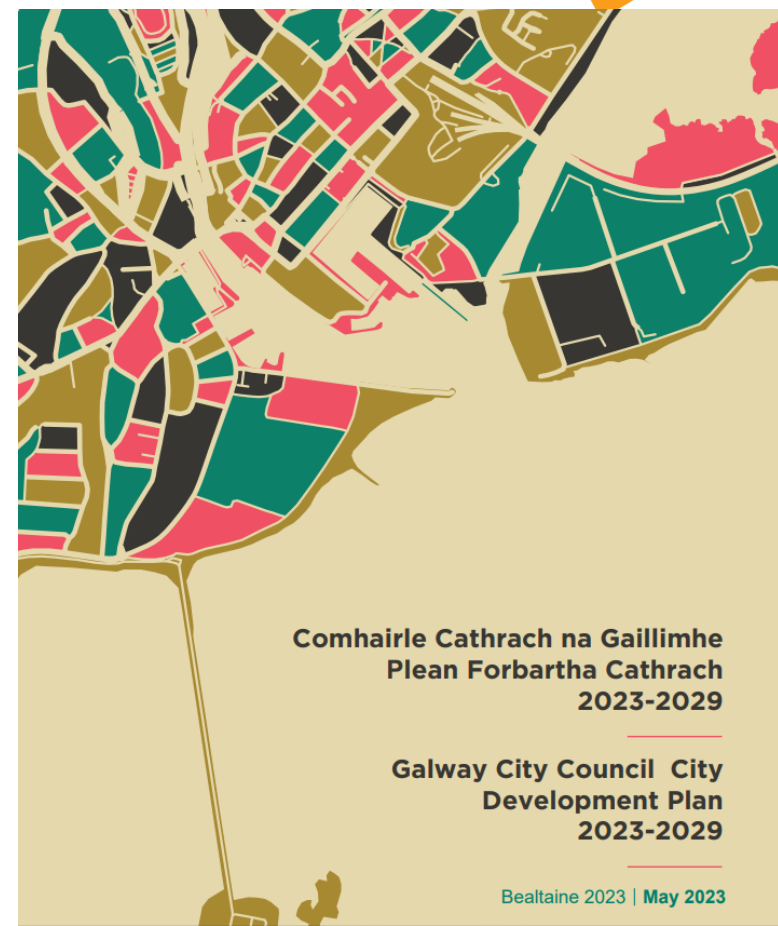 Comhairle Cathrach na Gaillimhe
Plean Forbartha Cathrach
2023-2029
Galway City Council City
Development Plan
2023-2029
Bealtaine 2023 | May 2023